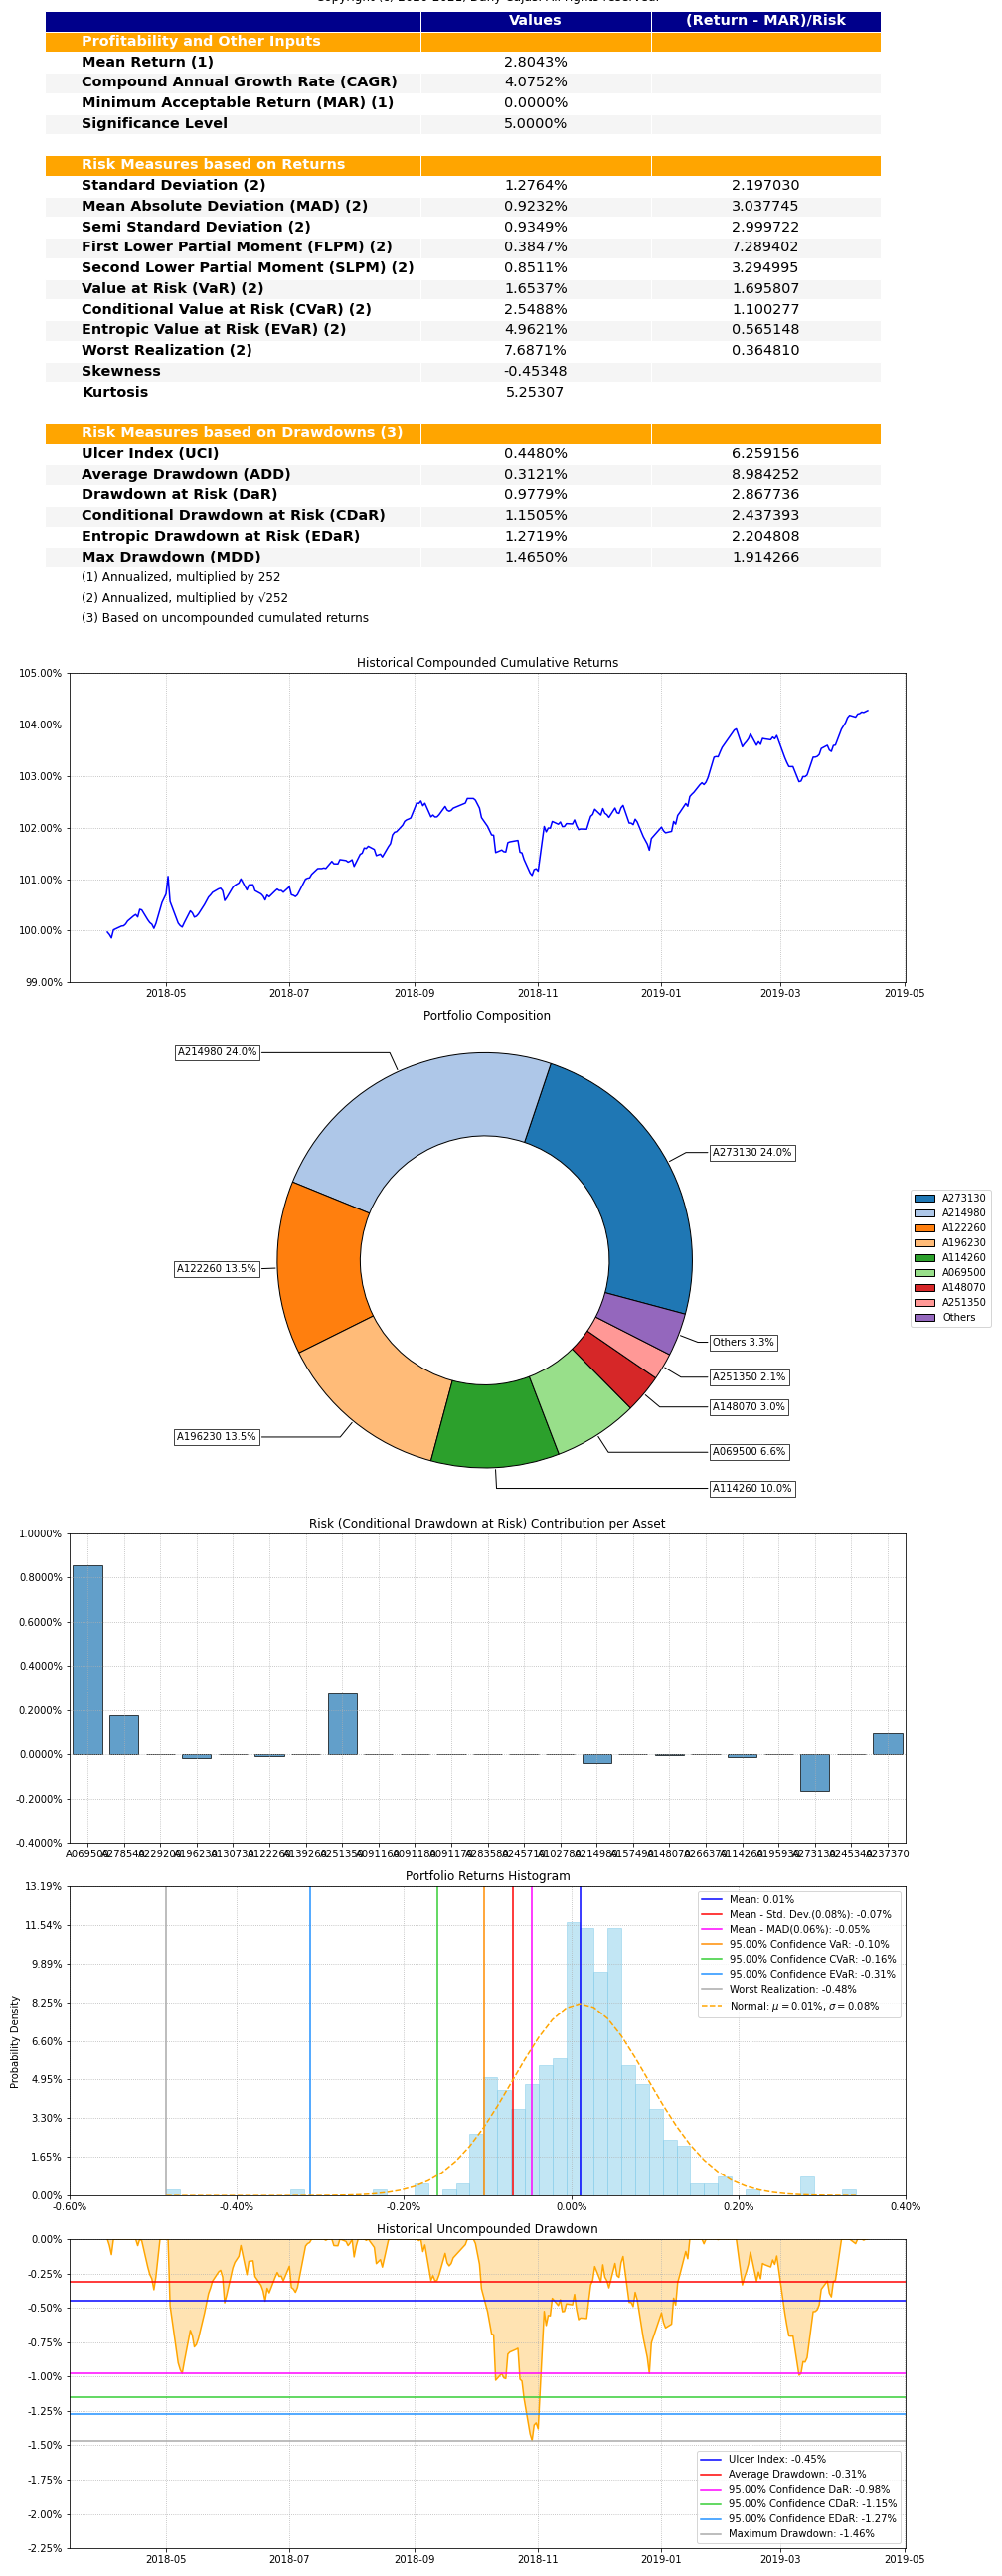 Values (Return - MAR)/Risk
Profitability and Other Inputs
Mean Return (1) 2.8043%
Compound Annual Growth Rate (CAGR) 4.0752%
Minimum Acceptable Return (MAR) (1) 0.0000%
Significance Level 5.0000%
Risk Measures based on Returns
Standard Deviation (2) 1.2764% 2.197030
Mean Absolute Deviation (MAD) (2) 0.9232% 3.037745
Semi Standard Deviation (2) 0.9349% 2.999722
First Lower Partial Moment (FLPM) (2) 0.3847% 7.289402
Second Lower Partial Moment (SLPM) (2) 0.8511% 3.294995
Value at Risk (VaR) (2) 1.6537% 1.695807
Conditional Value at Risk (CVaR) (2) 2.5488% 1.100277
Entropic Value at Risk (EVaR) (2) 4.9621% 0.565148
Worst Realization (2) 7.6871% 0.364810
Skewness -0.45348
Kurtosis 5.25307
Risk Measures based on Drawdowns (3)
Ulcer Index (UCI) 0.4480% 6.259156
Average Drawdown (ADD) 0.3121% 8.984252
Drawdown at Risk (DaR) 0.9779% 2.867736
Conditional Drawdown at Risk (CDaR) 1.1505% 2.437393
Entropic Drawdown at Risk (EDaR) 1.2719% 2.204808
Max Drawdown (MDD) 1.4650% 1.914266
(1) Annualized, multiplied by 252
(2) Annualized, multiplied by √252
(3) Based on uncompounded cumulated returns
Historical Compounded Cumulative Returns
105.00%
104.00%
103.00%
102.00%
101.00%
100.00%
99.00%
2018-05 2018-07 2018-09 2018-11 2019-01 2019-03 2019-05
Portfolio Composition
A214980 24.0%
A273130 24.0%
A122260 13.5%
Others 3.3%
A251350 2.1%
A148070 3.0%
A196230 13.5%
A069500 6.6%
A114260 10.0%
A273130
A214980
A122260
A196230
A114260
A069500
A148070
A251350
Others
Risk (Conditional Drawdown at Risk) Contribution per Asset
1.0000%
0.8000%
0.6000%
0.4000%
0.2000%
0.0000%
-0.2000%
-0.4000%
A237370
Portfolio Returns Histogram
Probability Density
13.19%
11.54%
9.89%
8.25%
6.60%
4.95%
3.30%
1.65%
0.00%
-0.60% -0.40% -0.20% 0.00% 0.20% 0.40%
Mean: 0.01%
Mean - Std. Dev.(0.08%): -0.07%
Mean - MAD(0.06%): -0.05%
95.00% Confidence VaR: -0.10%
95.00% Confidence CVaR: -0.16%
95.00% Confidence EVaR: -0.31%
Worst Realization: -0.48%
Normal: μ = 0.01%, σ = 0.08%
Historical Uncompounded Drawdown
0.00%
-0.25%
-0.50%
-0.75%
-1.00%
-1.25%
-1.50%
-1.75%
-2.00%
-2.25%
2018-05 2018-07 2018-09 2018-11 2019-01 2019-03 2019-05
Ulcer Index: -0.45%
Average Drawdown: -0.31%
95.00% Confidence DaR: -0.98%
95.00% Confidence CDaR: -1.15%
95.00% Confidence EDaR: -1.27%
Maximum Drawdown: -1.46%